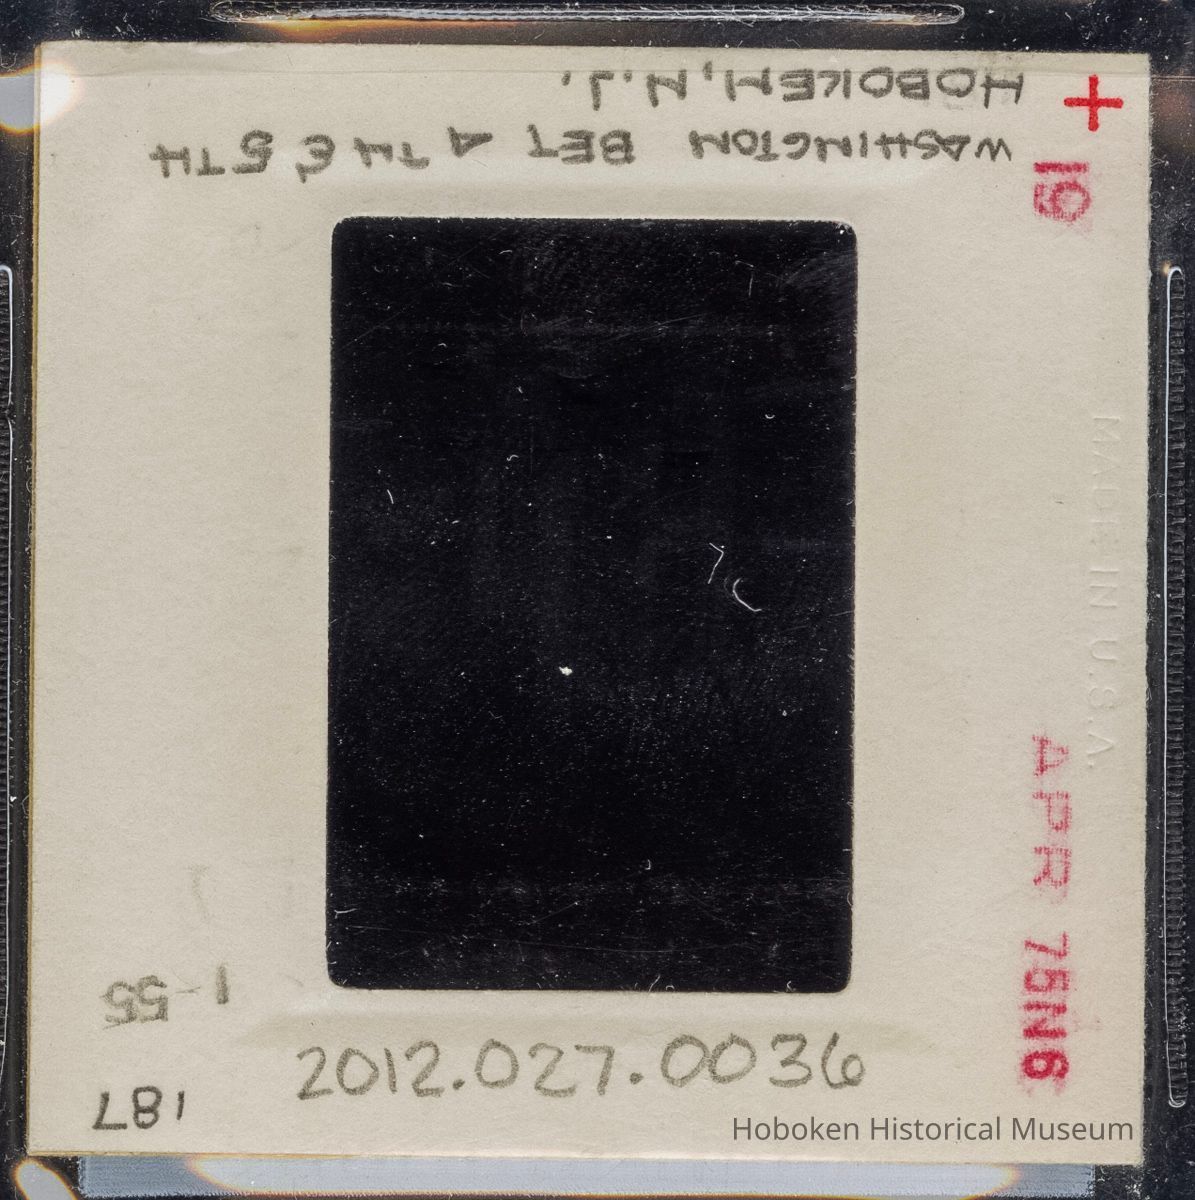 HOBOKEN, N.J.
WASHINGTON BET 4TH & 5TH
+
19
MADE IN U.S.A.
APR 75N6
1-55
187
2012.027.0036
Hoboken Historical Museum